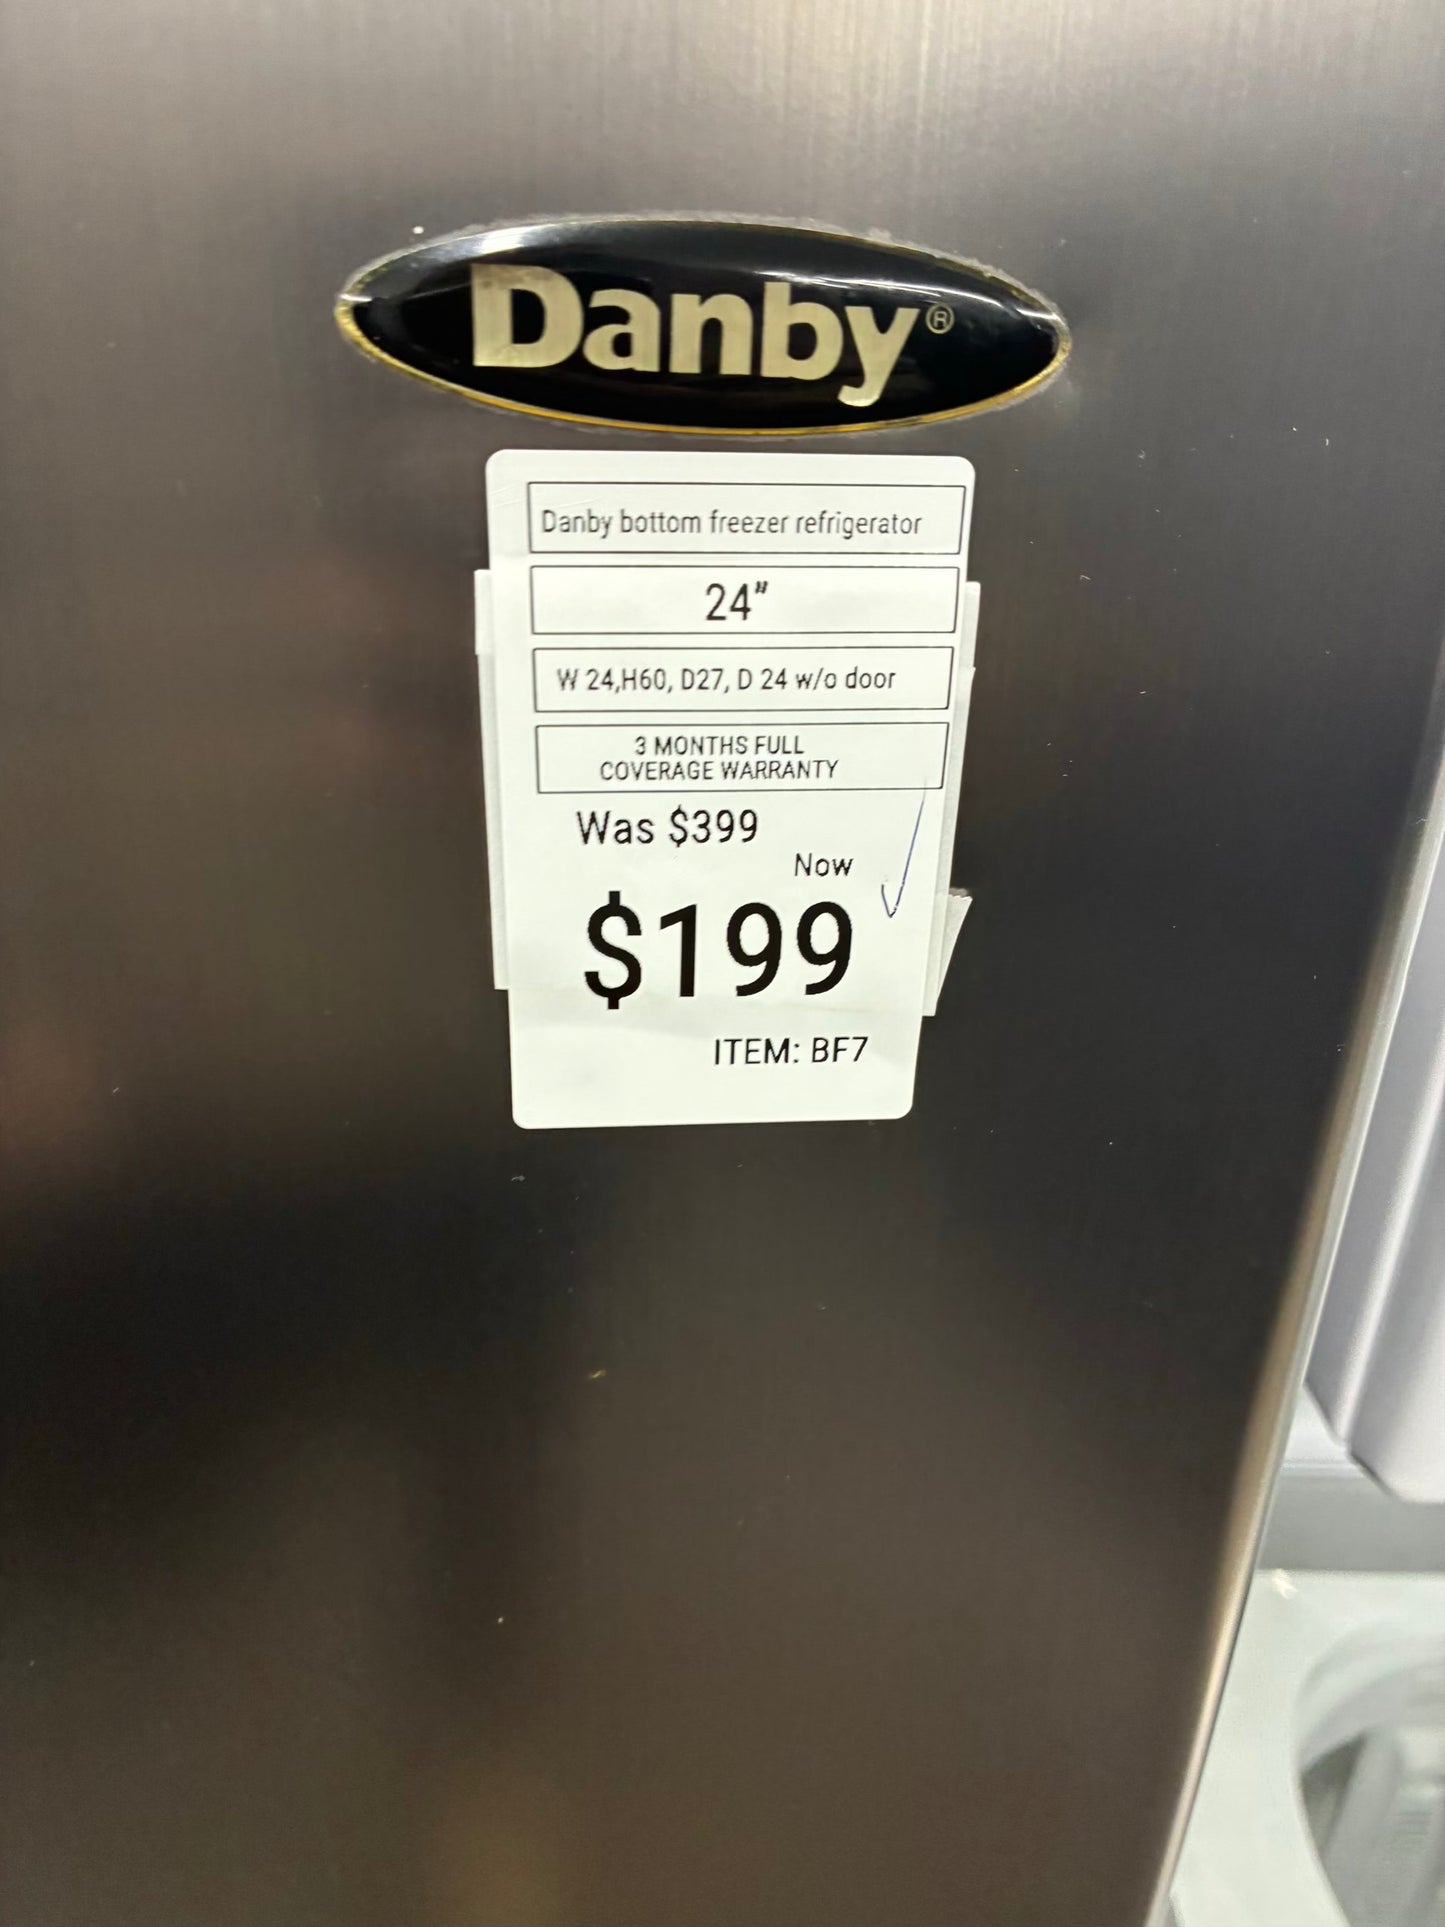 Danby®
Danby bottom freezer refrigerator
24"
W 24,H60, D27, D 24 w/o door
3 MONTHS FULL
COVERAGE WARRANTY
Was $399
Now
$199
ITEM: BF7